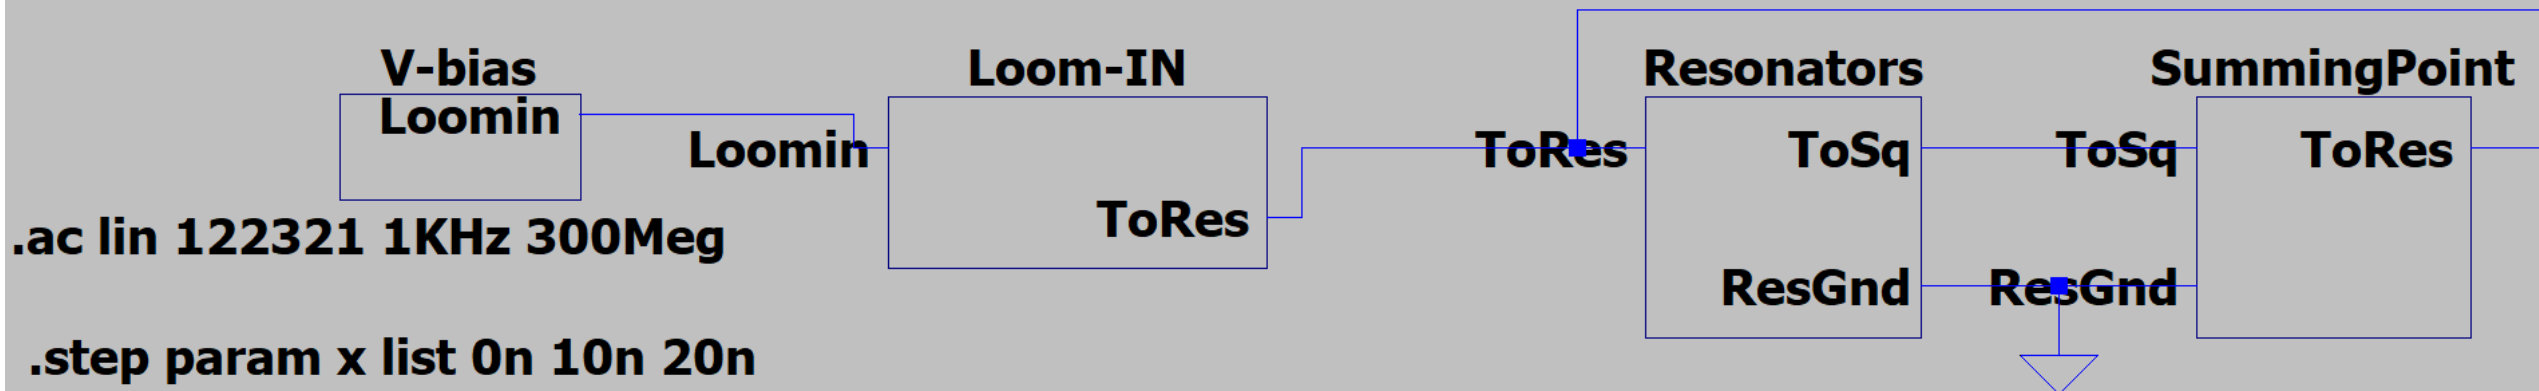 V-bias
Loom-IN
Resonators
SummingPoint
Loomin
Loomin
ToRes
ToSq
ToSq
ToRes
ToRes
.ac lin 122321 1KHz 300Meg
ResGnd
ResGnd
.step param x list 0n 10n 20n